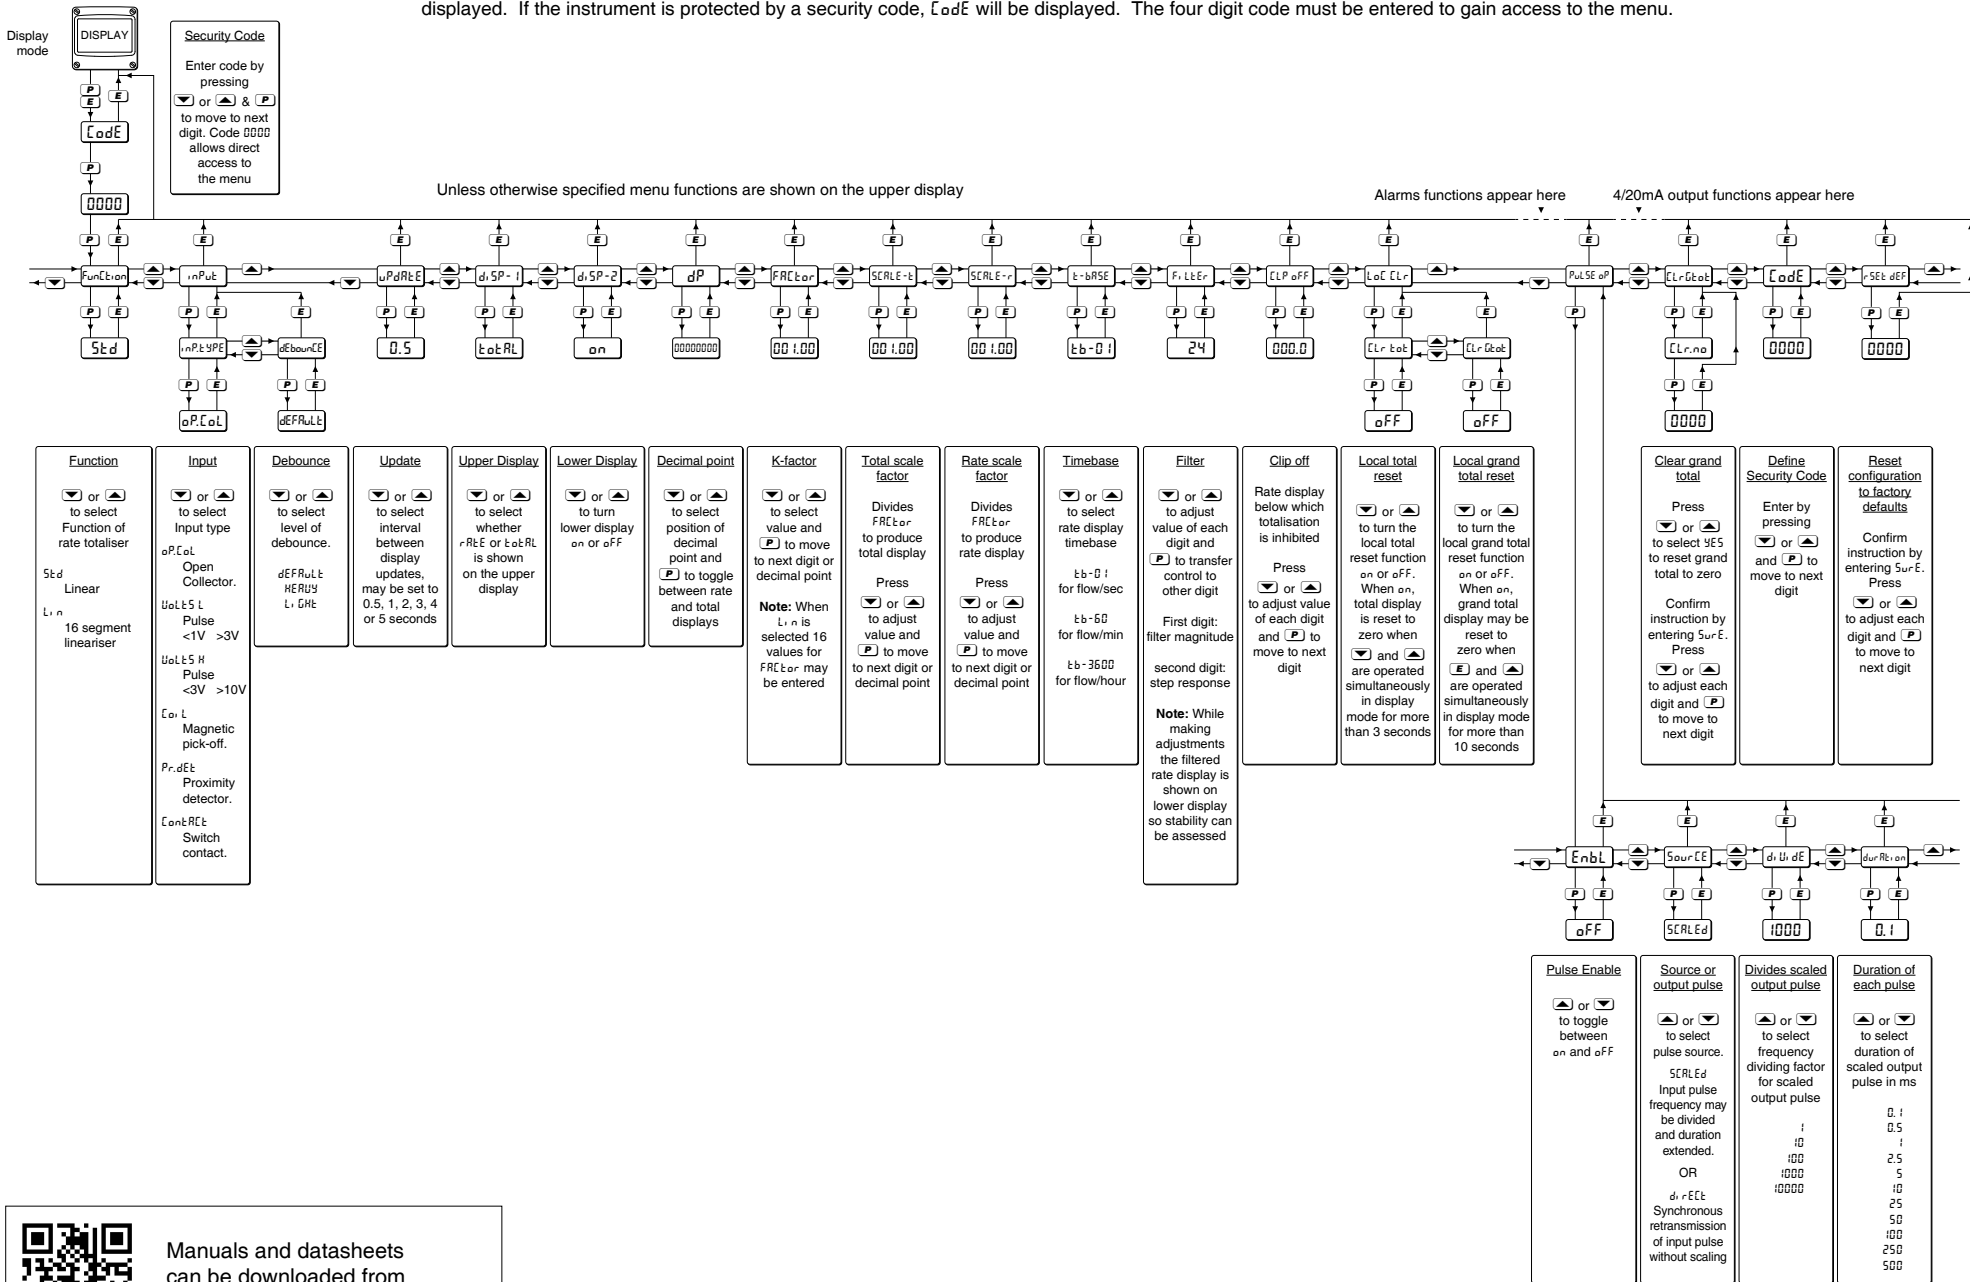 displayed. If the instrument is protected by a security code, CodE will be displayed. The four digit code must be entered to gain access to the menu.
Display
mode
DISPLAY
P
E
E
CodE
P
0000
Security Code
Enter code by
pressing
▼ or ▲ & P
to move to next
digit. Code 0000
allows direct
access to
the menu
Unless otherwise specified menu functions are shown on the upper display
Alarms functions appear here
4/20mA output functions appear here
P E E E E E E E E E E E E E E E E E
FunCtion inPut uPdAtE diSP-1 diSP-2 dP FACtor SCALE-t SCALE-r t-bASE FiLtEr CLP oFF LoC CLr PuLSE oP CLr Gtot CodE rSEt dEF
P E P E E P E P E P E P E P E P E P E P E P E P E P E E P P E P E P E
Std inP.tYPE dEbounCE 0.5 totAL on 00000000 001.00 001.00 001.00 tb-01 24 000.0 CLr tot CLr Gtot CLr.no 0000 0000
P E P E P E P E P E
oP.CoL dEFAuLt oFF oFF 0000
Function
▼ or ▲
to select
Function of
rate totaliser
Std
Linear
Lin
16 segment
lineariser
Input
▼ or ▲
to select
Input type
oP.CoL
Open
Collector.
VoLtS L
Pulse
<1V >3V
VoLtS H
Pulse
<3V >10V
CoiL
Magnetic
pick-off.
Pr.dEt
Proximity
detector.
ContACt
Switch
contact.
Debounce
▼ or ▲
to select
level of
debounce.
dEFAuLt
HEAVY
LiGHt
Update
▼ or ▲
to select
interval
between
display
updates,
may be set to
0.5, 1, 2, 3, 4
or 5 seconds
Upper Display
▼ or ▲
to select
whether
rAtE or totAL
is shown
on the upper
display
Lower Display
▼ or ▲
to turn
lower display
on or oFF
Decimal point
▼ or ▲
to select
position of
decimal
point and
P to toggle
between rate
and total
displays
K-factor
▼ or ▲
to select
value and
P to move
to next digit or
decimal point
Note: When
Lin is
selected 16
values for
FACtor may
be entered
Total scale
factor
Divides
FACtor
to produce
total display
Press
▼ or ▲
to adjust
value and
P to move
to next digit or
decimal point
Rate scale
factor
Divides
FACtor
to produce
rate display
Press
▼ or ▲
to adjust
value and
P to move
to next digit or
decimal point
Timebase
▼ or ▲
to select
rate display
timebase
tb-01
for flow/sec
tb-60
for flow/min
tb-3600
for flow/hour
Filter
▼ or ▲
to adjust
value of each
digit and
P to transfer
control to
other digit
First digit:
filter magnitude
second digit:
step response
Note: While
making
adjustments
the filtered
rate display is
shown on
lower display
so stability can
be assessed
Clip off
Rate display
below which
totalisation
is inhibited
Press
▼ or ▲
to adjust value
of each digit
and P to
move to next
digit
Local total
reset
▼ or ▲
to turn the
local total
reset function
on or oFF.
When on,
total display
is reset to
zero when
▼ and ▲
are operated
simultaneously
in display
mode for more
than 3 seconds
Local grand
total reset
▼ or ▲
to turn the
local grand total
reset function
on or oFF.
When on,
grand total
display may be
reset to
zero when
E and ▲
are operated
simultaneously
in display mode
for more than
10 seconds
Clear grand
total
Press
▼ or ▲
to select YES
to reset grand
total to zero
Confirm
instruction by
entering SurE.
Press
▼ or ▲
to adjust each
digit and P
to move to
next digit
Define
Security Code
Enter by
pressing
▼ or ▲
and P to
move to next
digit
Reset
configuration
to factory
defaults
Confirm
instruction by
entering SurE.
Press
▼ or ▲
to adjust each
digit and P
to move to
next digit
E E E E
EnbL SourCE diVidE durAtion
P E P E P E P E
oFF SCALEd 1000 0.1
Pulse Enable
▲ or ▼
to toggle
between
on and oFF
Source or
output pulse
▲ or ▼
to select
pulse source.
SCALEd
Input pulse
frequency may
be divided
and duration
extended.
OR
dirECt
Synchronous
retransmission
of input pulse
without scaling
Divides scaled
output pulse
▲ or ▼
to select
frequency
dividing factor
for scaled
output pulse
1
10
100
1000
10000
Duration of
each pulse
▲ or ▼
to select
duration of
scaled output
pulse in ms
0.1
0.5
1
2.5
5
10
25
50
100
250
500
Manuals and datasheets
can be downloaded from